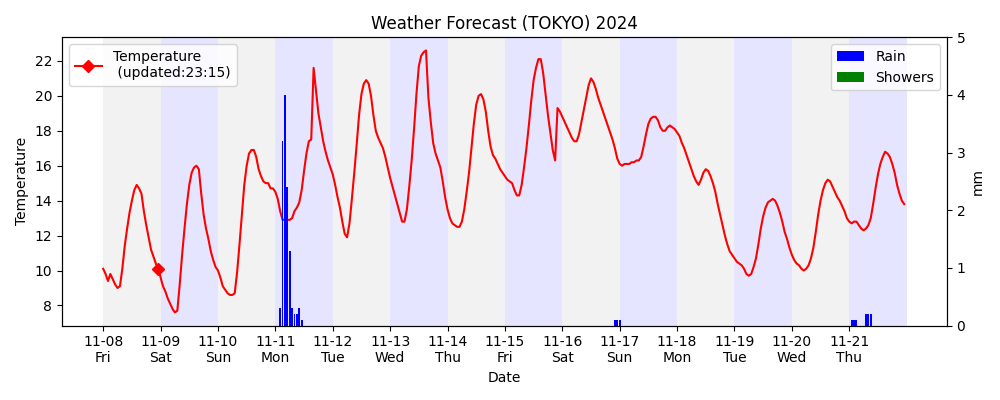 Weather Forecast (TOKYO) 2024
Temperature
(updated:23:15)
Rain
Showers
Temperature
22
20
18
16
14
12
10
8
5
4
3
2
1
0
mm
11-08 11-09 11-10 11-11 11-12 11-13 11-14 11-15 11-16 11-17 11-18 11-19 11-20 11-21
Fri Sat Sun Mon Tue Wed Thu Fri Sat Sun Mon Tue Wed Thu
Date